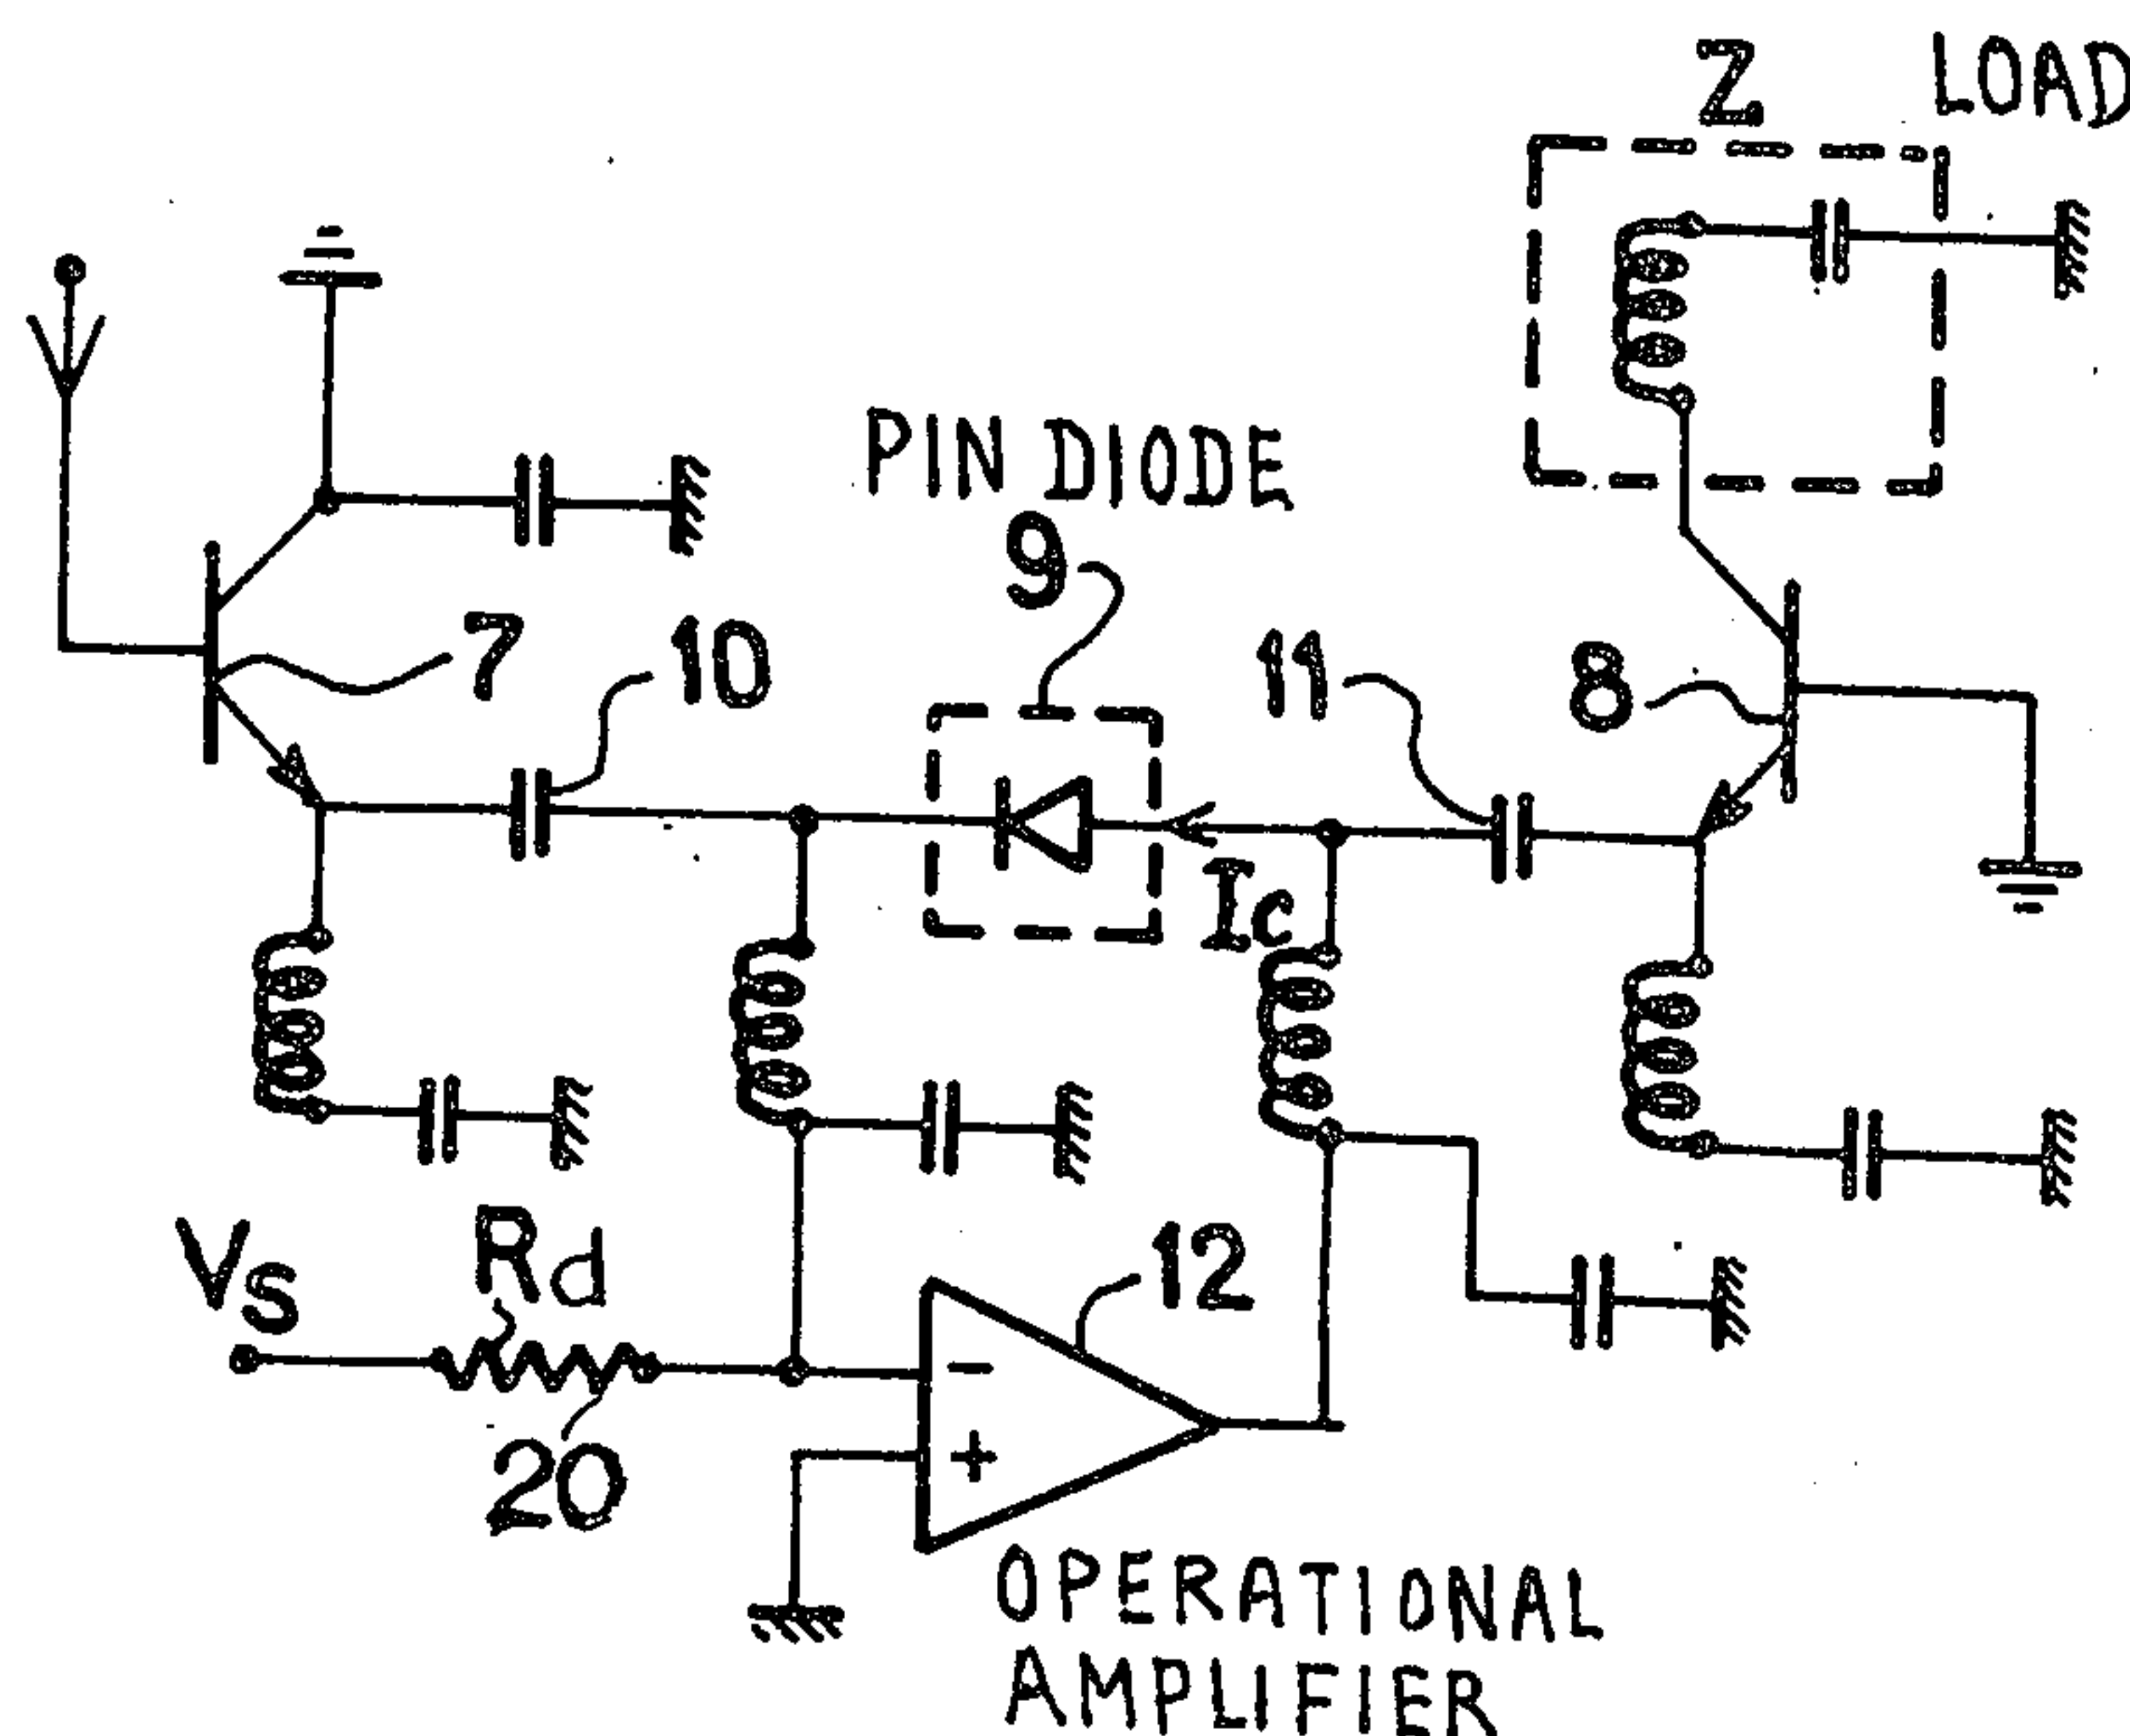 Z LOAD
PIN DIODE
9
7
10
11
8
Ic
Vs
Rd
12
-
+
20
OPERATIONAL
AMPLIFIER